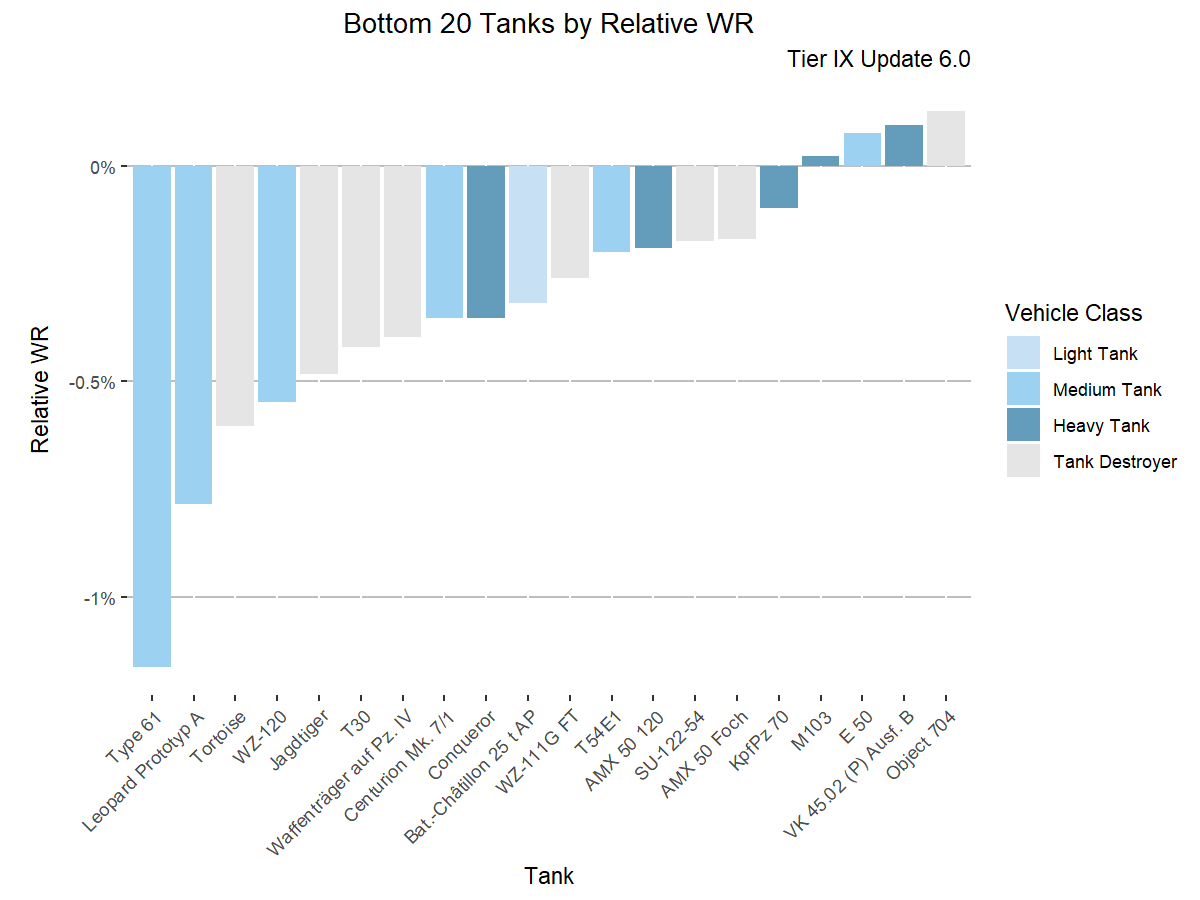 Bottom 20 Tanks by Relative WR
Tier IX Update 6.0
Relative WR
0%
-0.5%
-1%
Type 61
Leopard Prototyp A
Tortoise
WZ-120
Jagdtiger
T30
Waffenträger auf Pz. IV
Centurion Mk. 7/1
Conqueror
Bat.-Châtillon 25 t AP
WZ-111G FT
T54E1
AMX 50 120
SU-122-54
AMX 50 Foch
KpfPz 70
M103
E 50
VK 45.02 (P) Ausf. B
Object 704
Tank
Vehicle Class
Light Tank
Medium Tank
Heavy Tank
Tank Destroyer